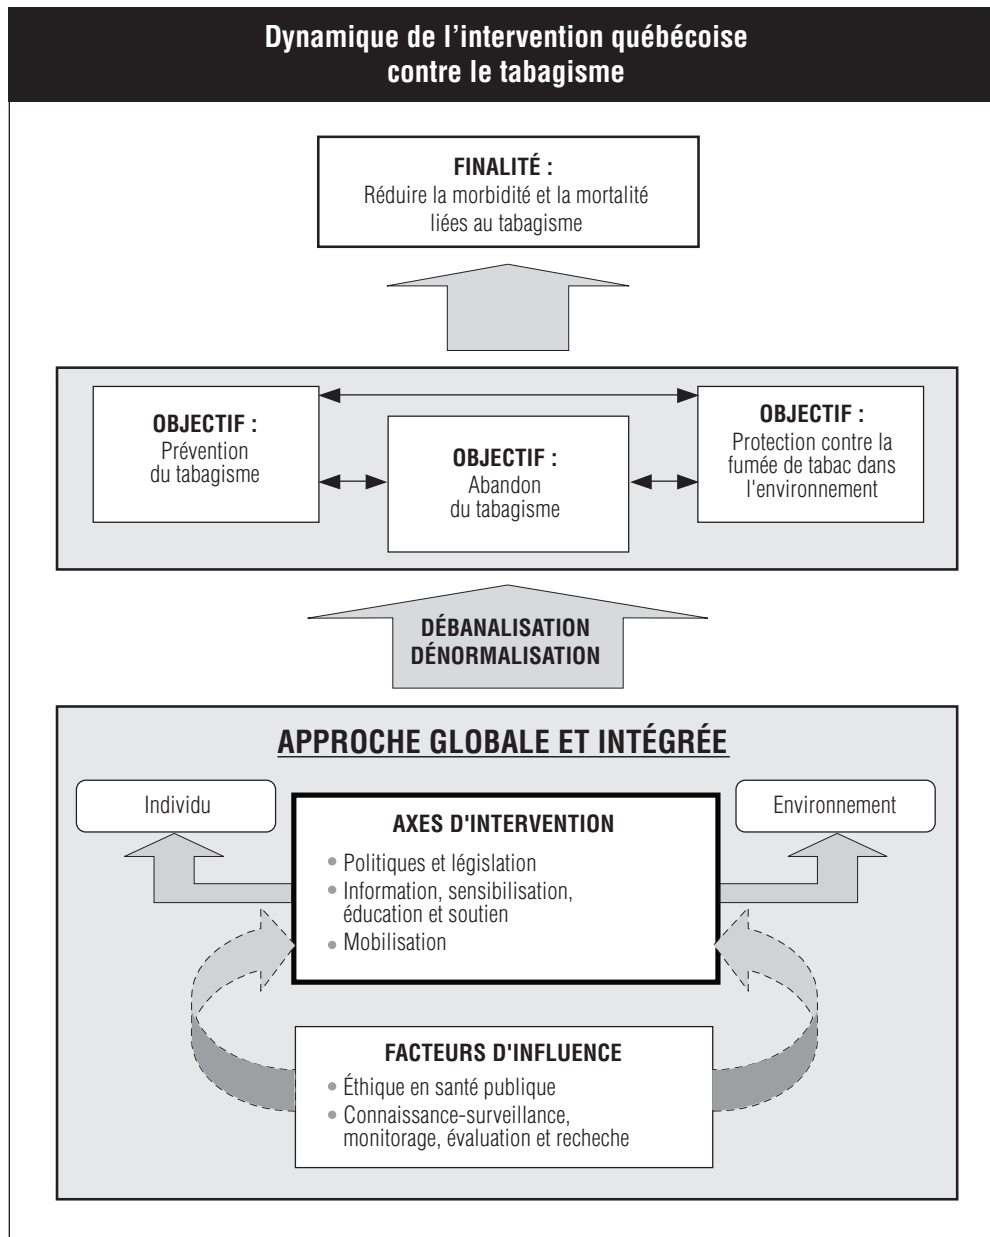 Dynamique de l'intervention québécoise
contre le tabagisme
FINALITÉ :
Réduire la morbidité et la mortalité
liées au tabagisme
OBJECTIF :
Prévention
du tabagisme
OBJECTIF :
Abandon
du tabagisme
OBJECTIF :
Protection contre la
fumée de tabac dans
l'environnement
DÉBANALISATION
DÉNORMALISATION
APPROCHE GLOBALE ET INTÉGRÉE
Individu
Environnement
AXES D'INTERVENTION
• Politiques et législation
• Information, sensibilisation,
éducation et soutien
• Mobilisation
FACTEURS D'INFLUENCE
• Éthique en santé publique
• Connaissance-surveillance,
monitorage, évaluation et recheche